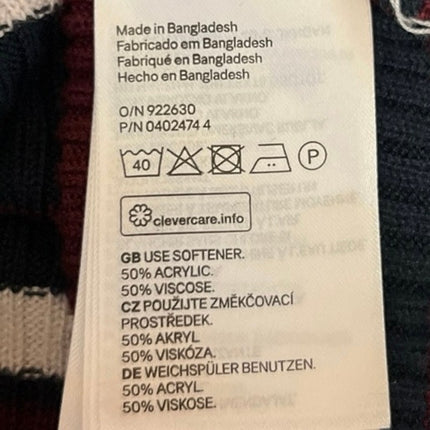 Made in Bangladesh
Fabricado em Bangladesh
Fabriqué en Bangladesh
Hecho en Bangladesh
O/N 922630
P/N 0402474 4
40 P
clevercare.info
GB USE SOFTENER.
50% ACRYLIC.
50% VISCOSE.
CZ POUŽIJTE ZMĚKČOVACÍ
PROSTŘEDEK.
50% AKRYL
50% VISKÓZA.
DE WEICHSPÜLER BENUTZEN.
50% ACRYL.
50% VISKOSE.